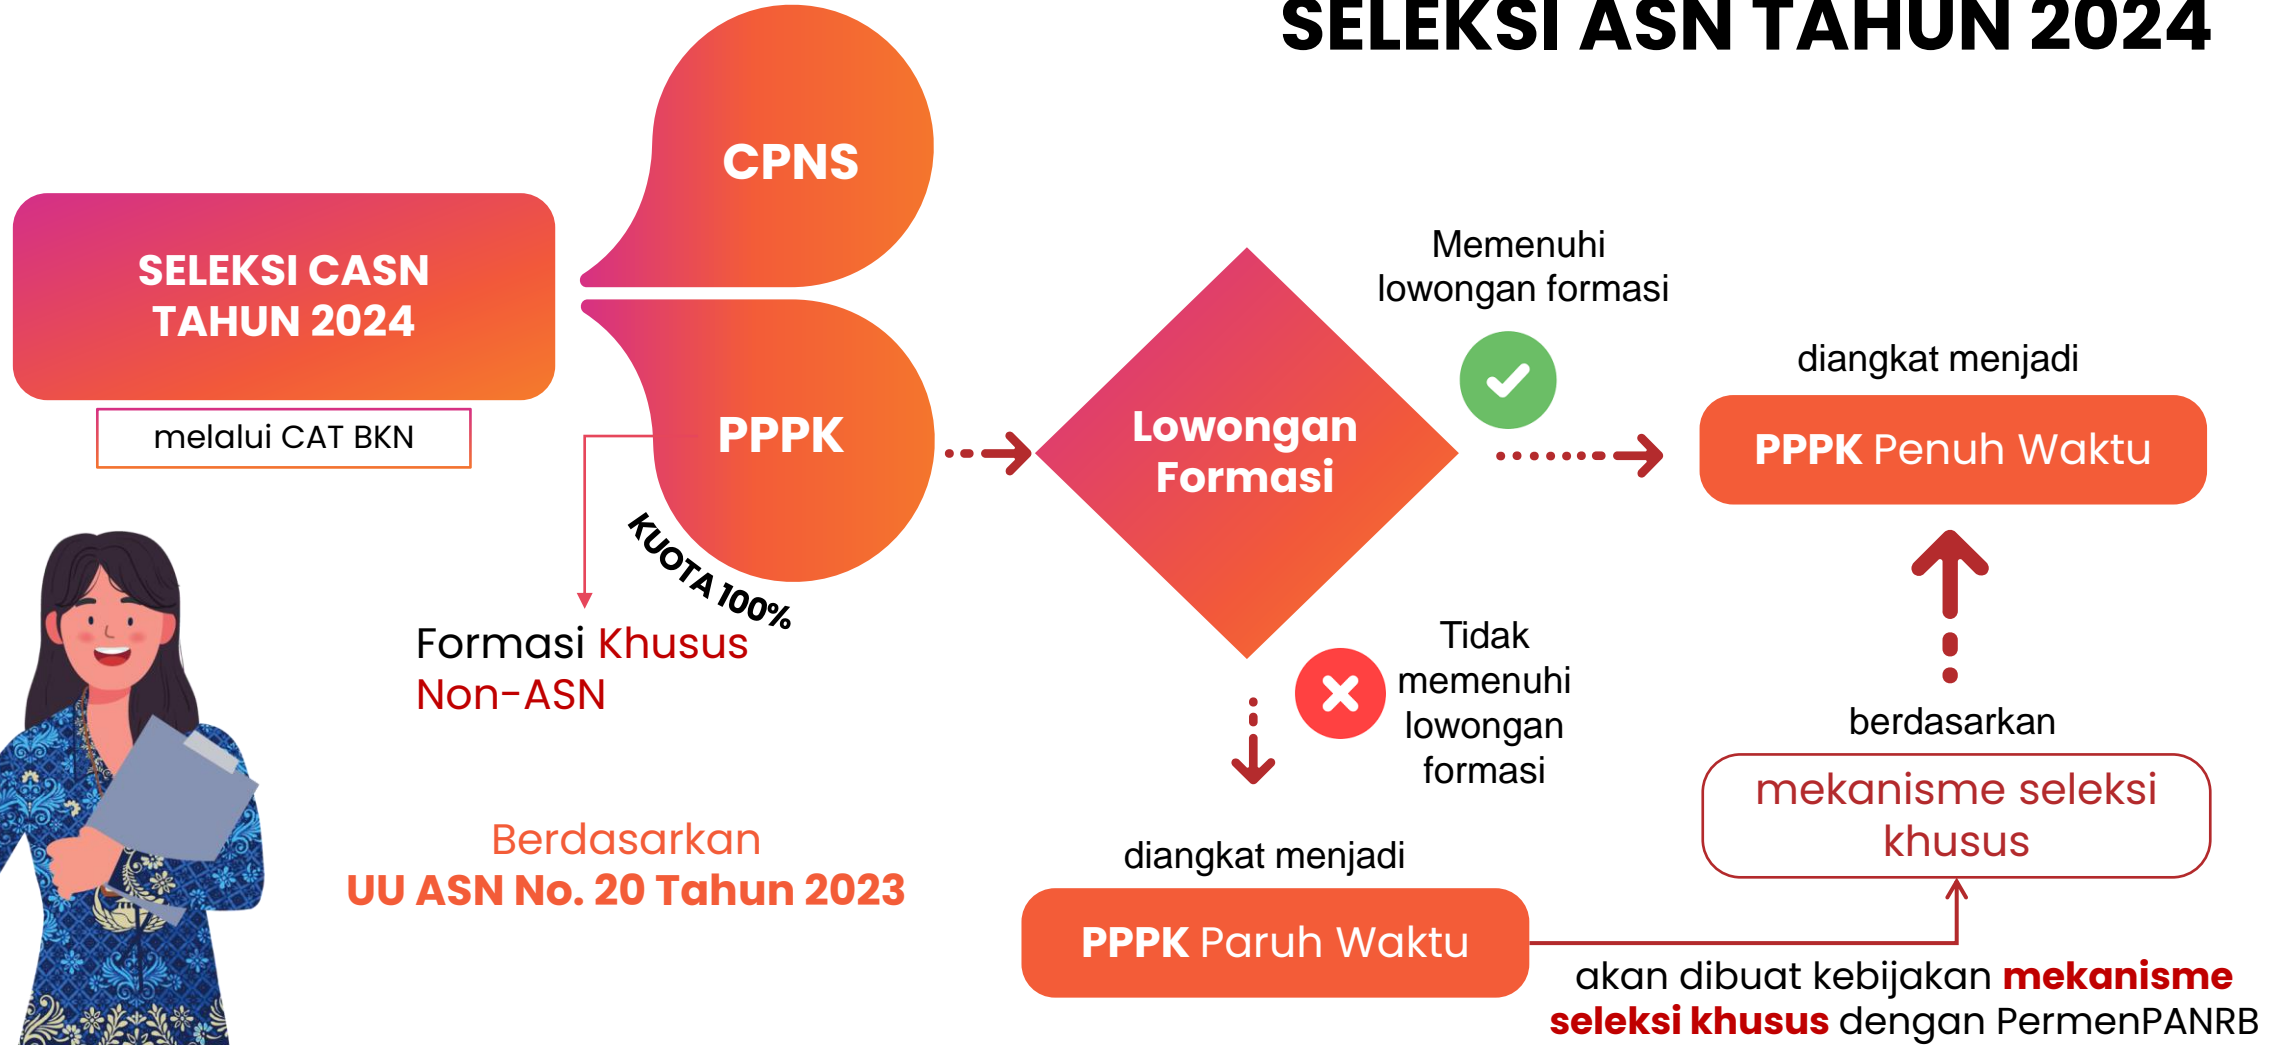 SELEKSI ASN TAHUN 2024
SELEKSI CASN
TAHUN 2024
melalui CAT BKN
CPNS
PPPK
KUOTA 100%
Formasi Khusus
Non-ASN
Berdasarkan
UU ASN No. 20 Tahun 2023
Lowongan
Formasi
Memenuhi
lowongan formasi
diangkat menjadi
PPPK Penuh Waktu
Tidak
memenuhi
lowongan
formasi
diangkat menjadi
PPPK Paruh Waktu
berdasarkan
mekanisme seleksi
khusus
akan dibuat kebijakan mekanisme
seleksi khusus dengan PermenPANRB